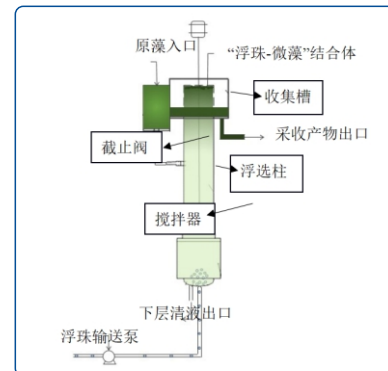 原藻入口
“浮珠-微藻”结合体
收集槽
采收产物出口
截止阀
浮选柱
搅拌器
下层清液出口
浮珠输送泵